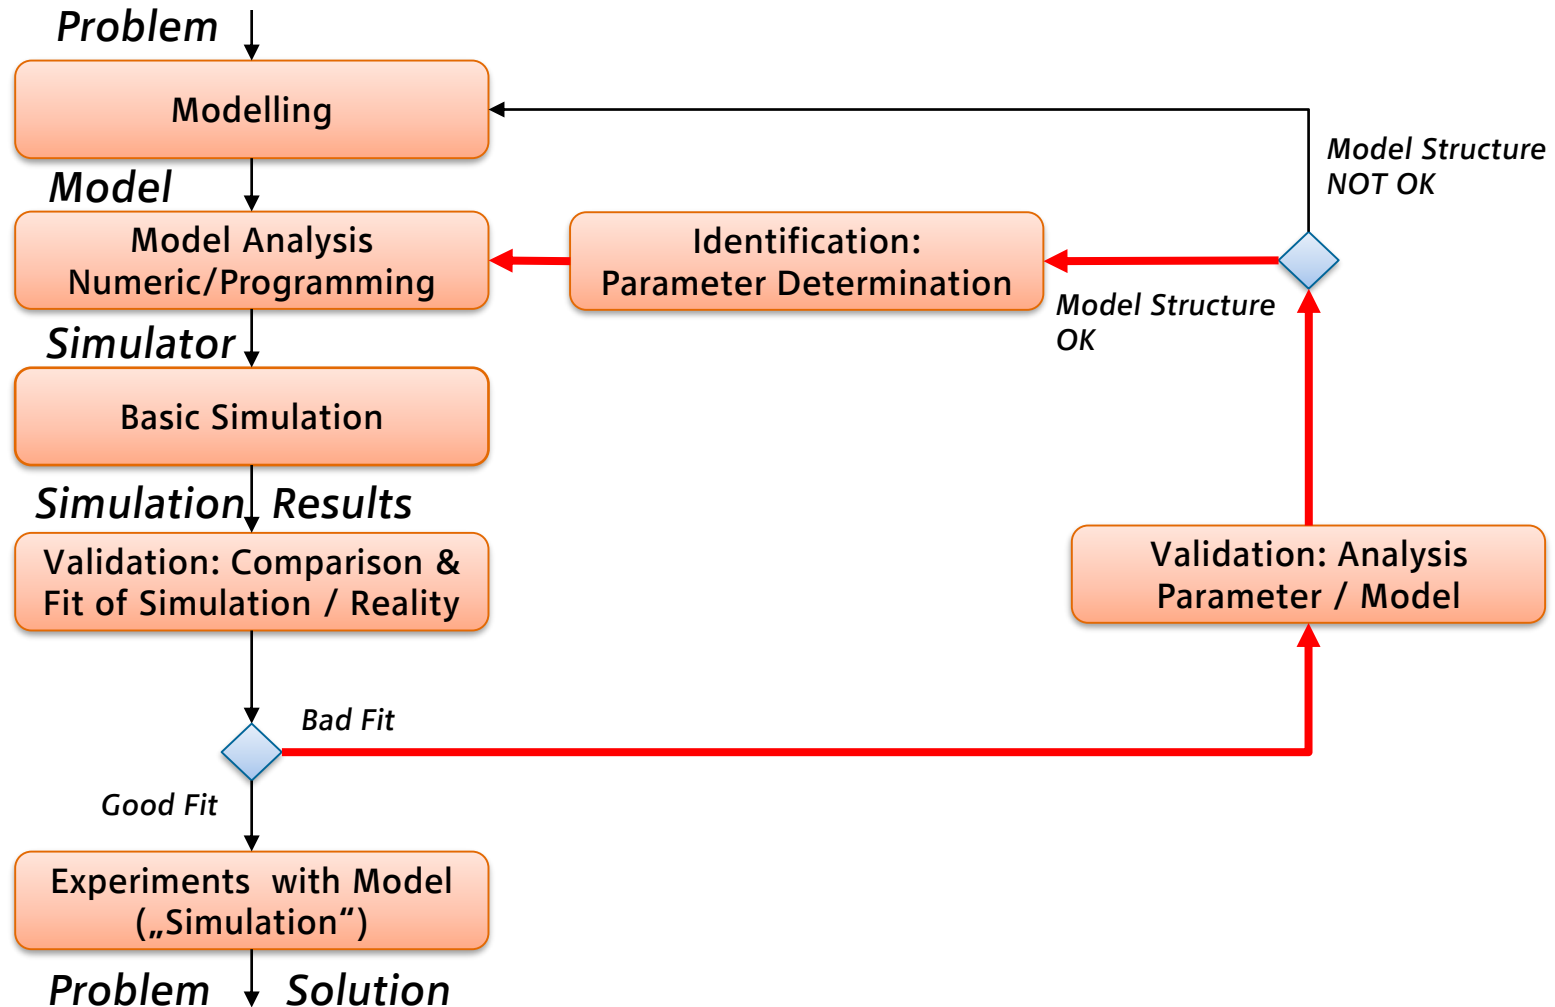 Problem
Modelling
Model Structure
NOT OK
Model
Model Analysis
Numeric/Programming
Identification:
Parameter Determination
Model Structure
OK
Simulator
Basic Simulation
Simulation Results
Validation: Comparison &
Fit of Simulation / Reality
Validation: Analysis
Parameter / Model
Bad Fit
Good Fit
Experiments with Model
(„Simulation“)
Problem Solution